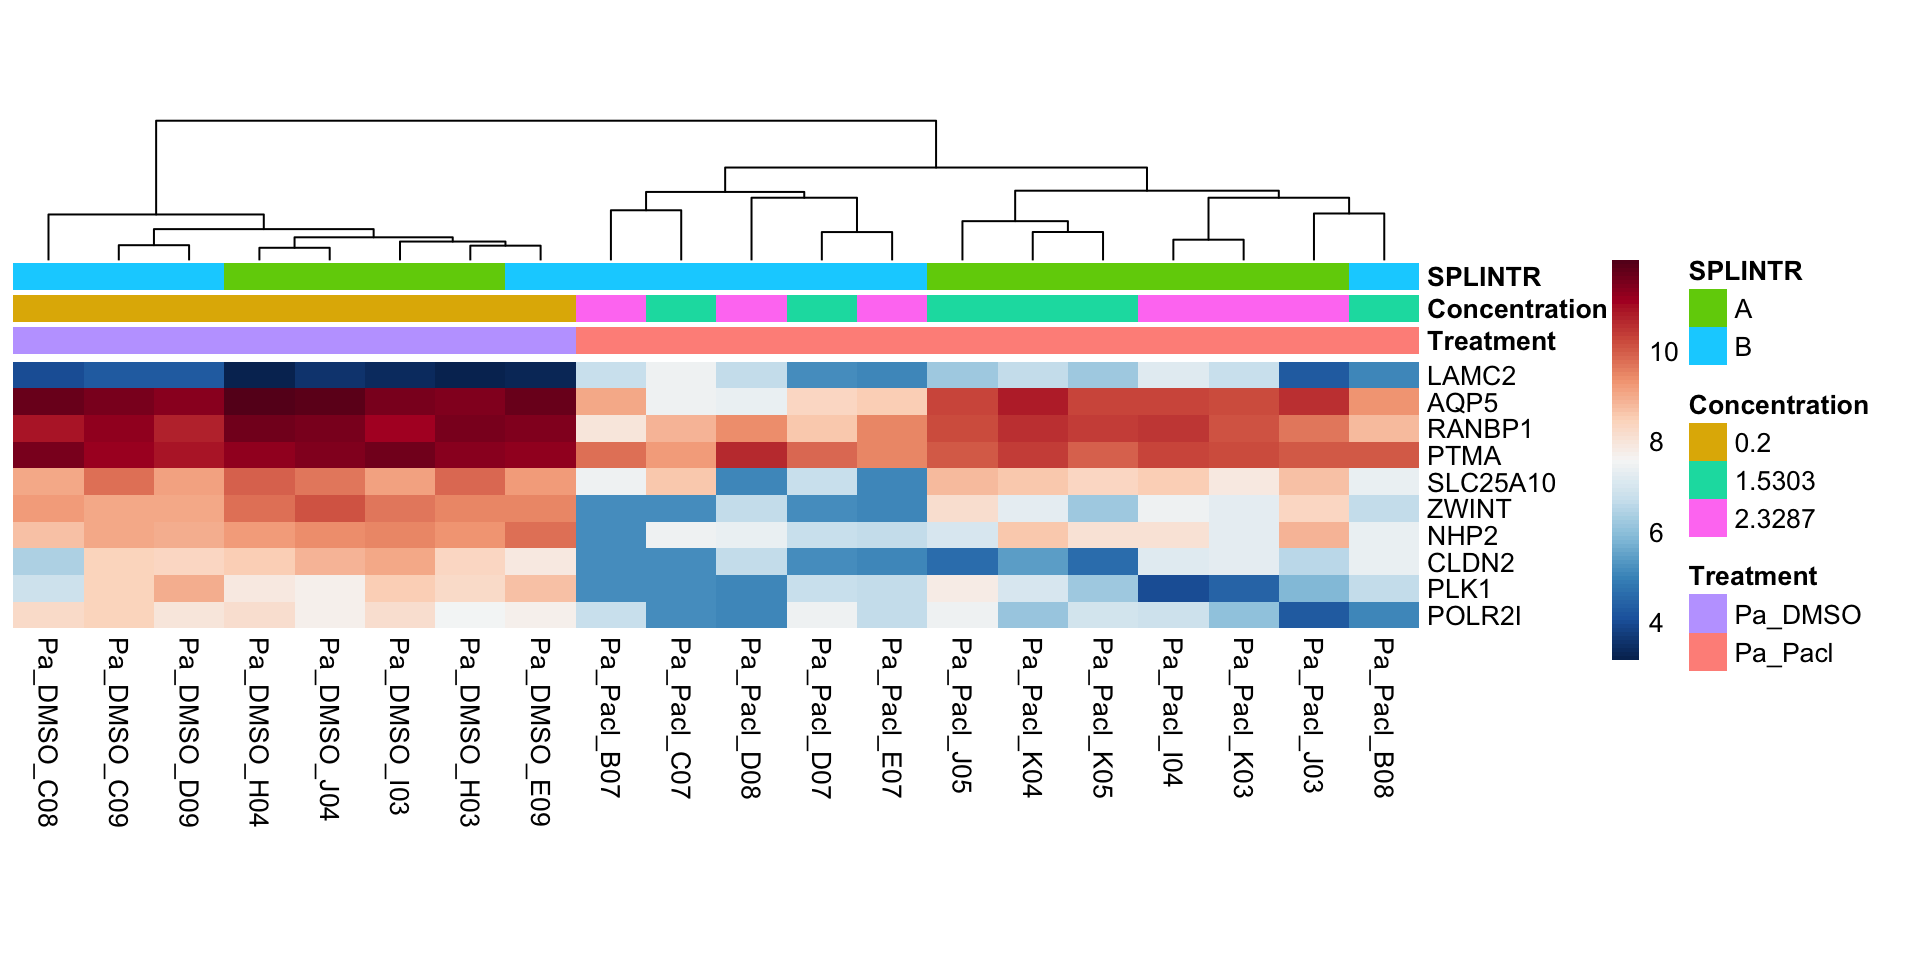 SPLINTR
Concentration
Treatment
LAMC2
AQP5
RANBP1
PTMA
SLC25A10
ZWINT
NHP2
CLDN2
PLK1
POLR2I
Pa_DMSO_C08
Pa_DMSO_C09
Pa_DMSO_D09
Pa_DMSO_H04
Pa_DMSO_J04
Pa_DMSO_I03
Pa_DMSO_H03
Pa_DMSO_E09
Pa_Pacl_B07
Pa_Pacl_C07
Pa_Pacl_D08
Pa_Pacl_D07
Pa_Pacl_E07
Pa_Pacl_J05
Pa_Pacl_K04
Pa_Pacl_K05
Pa_Pacl_I04
Pa_Pacl_K03
Pa_Pacl_J03
Pa_Pacl_B08
10
8
6
4
SPLINTR
A
B
Concentration
0.2
1.5303
2.3287
Treatment
Pa_DMSO
Pa_Pacl